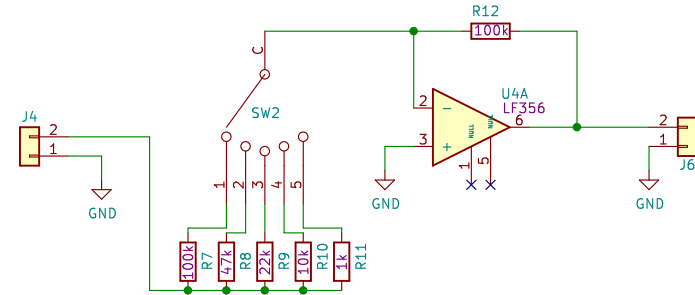 R12
100k
C
SW2
U4A
LF356
2
−
6
NULL
NULL
3
+
1
5
J4
2
1
GND
1
2
3
4
5
GND
2
1
J6
GND
100k
R7
47k
R8
22k
R9
10k
R10
1k
R11